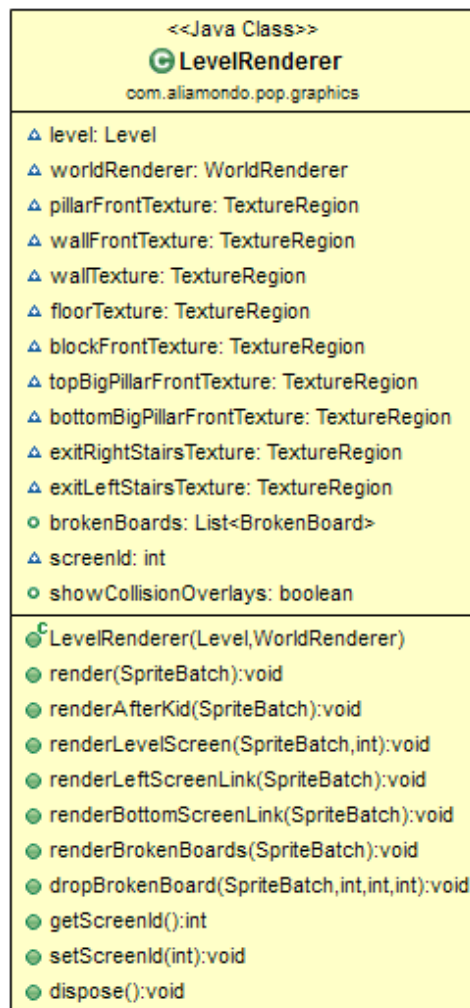 <<Java Class>>
LevelRenderer
com.aliamondo.pop.graphics
level: Level
worldRenderer: WorldRenderer
pillarFrontTexture: TextureRegion
wallFrontTexture: TextureRegion
wallTexture: TextureRegion
floorTexture: TextureRegion
blockFrontTexture: TextureRegion
topBigPillarFrontTexture: TextureRegion
bottomBigPillarFrontTexture: TextureRegion
exitRightStairsTexture: TextureRegion
exitLeftStairsTexture: TextureRegion
brokenBoards: List<BrokenBoard>
screenId: int
showCollisionOverlays: boolean
LevelRenderer(Level,WorldRenderer)
render(SpriteBatch):void
renderAfterKid(SpriteBatch):void
renderLevelScreen(SpriteBatch,int):void
renderLeftScreenLink(SpriteBatch):void
renderBottomScreenLink(SpriteBatch):void
renderBrokenBoards(SpriteBatch):void
dropBrokenBoard(SpriteBatch,int,int,int):void
getScreenId():int
setScreenId(int):void
dispose():void